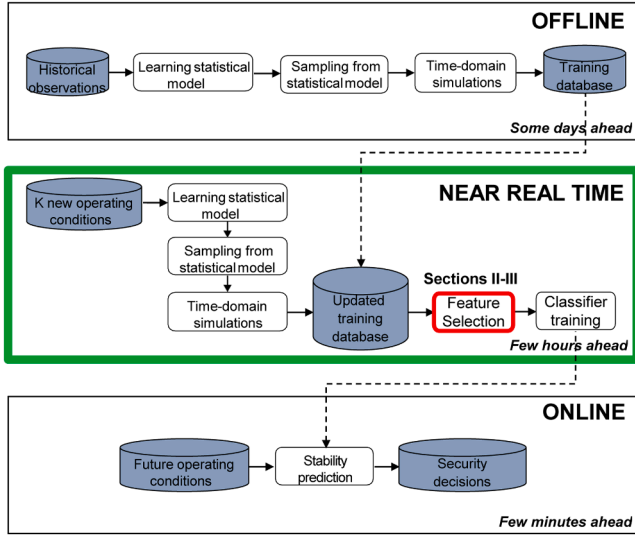 OFFLINE
Historical
observations
Learning statistical
model
Sampling from
statistical model
Time-domain
simulations
Training
database
Some days ahead
NEAR REAL TIME
K new operating
conditions
Learning statistical
model
Sampling from
statistical model
Time-domain
simulations
Updated
training
database
Sections II-III
Feature
Selection
Classifier
training
Few hours ahead
ONLINE
Future operating
conditions
Stability
prediction
Security
decisions
Few minutes ahead